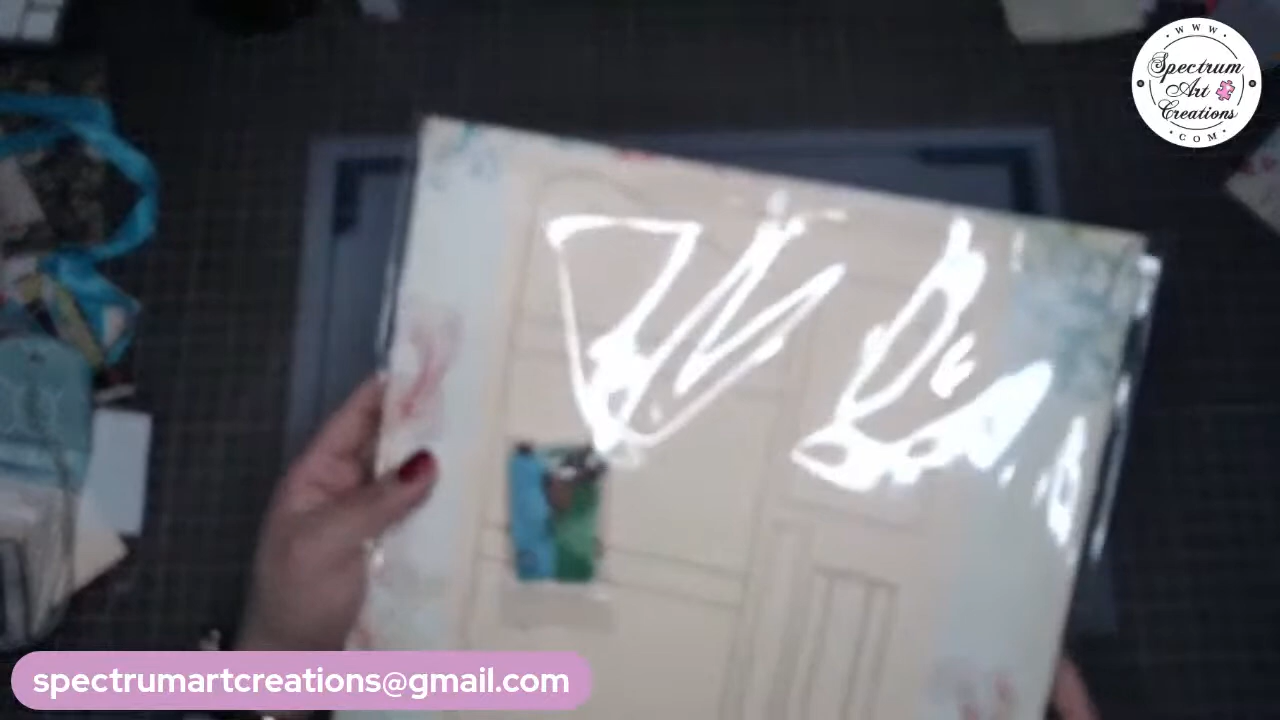 · WWW ·
Spectrum
Art
Creations
· COM ·
spectrumartcreations@gmail.com